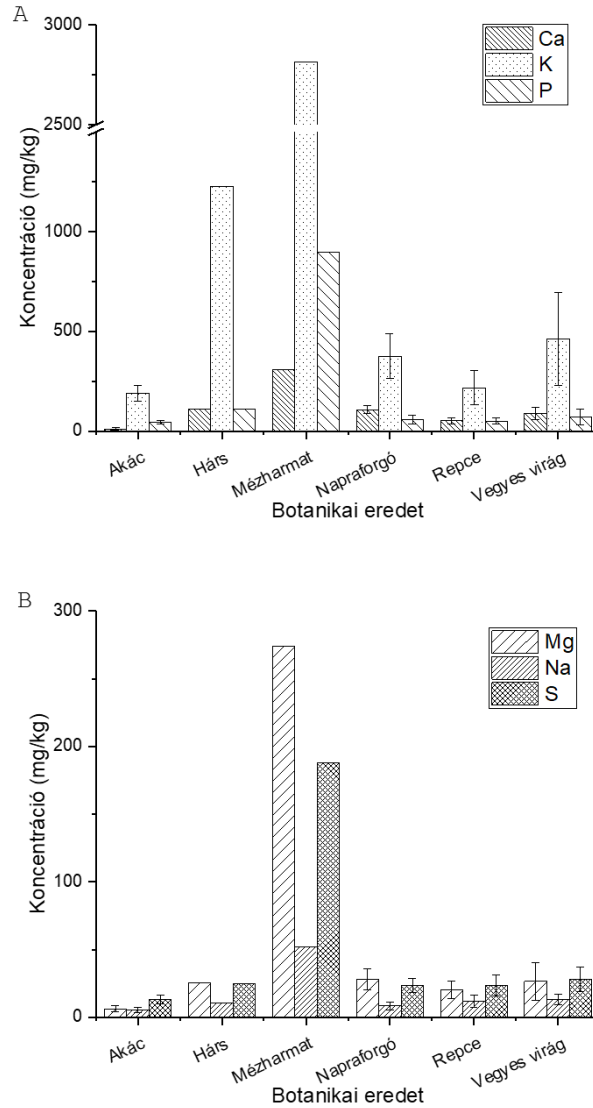 A
Ca
K
P
3000
2500
1000
500
0
Koncentráció (mg/kg)
Akác
Hárs
Mézharmat
Napraforgó
Repce
Vegyes virág
Botanikai eredet
B
Mg
Na
S
300
200
100
0
Koncentráció (mg/kg)
Akác
Hárs
Mézharmat
Napraforgó
Repce
Vegyes virág
Botanikai eredet